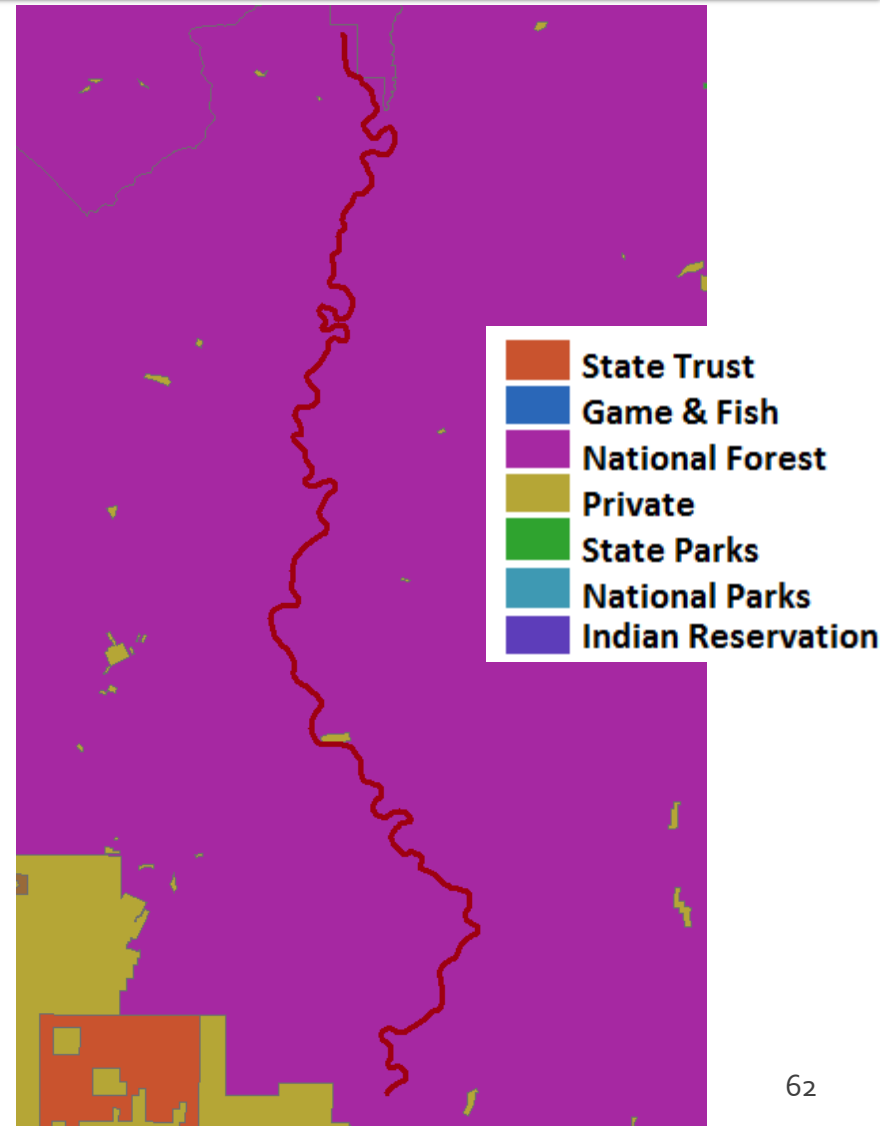 State Trust
Game & Fish
National Forest
Private
State Parks
National Parks
Indian Reservation
62